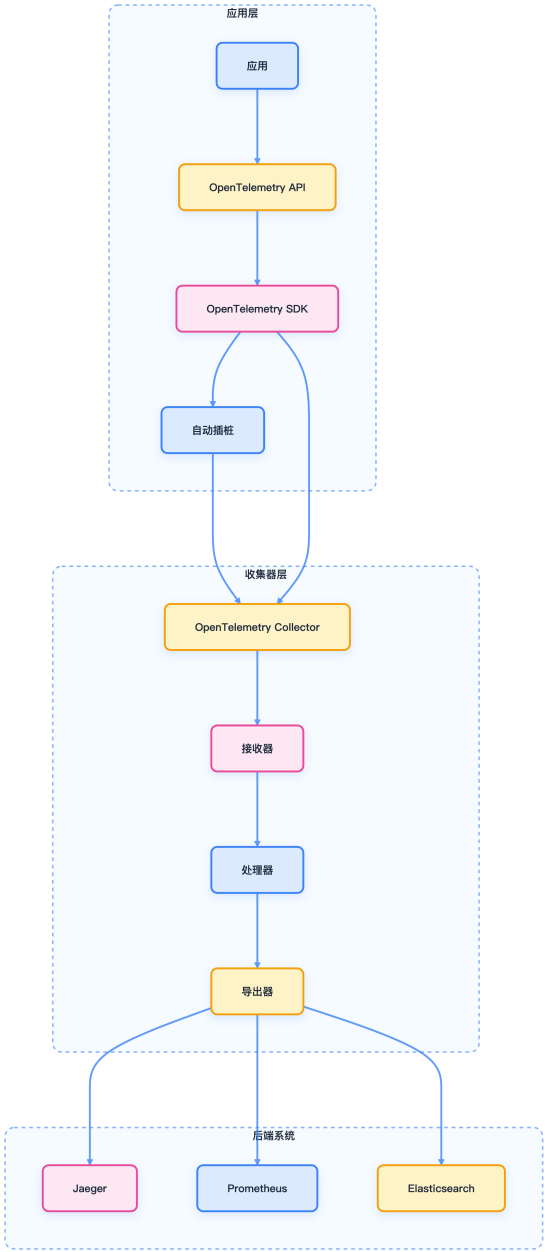 应用层
应用
OpenTelemetry API
OpenTelemetry SDK
自动插桩
收集器层
OpenTelemetry Collector
接收器
处理器
导出器
后端系统
Jaeger
Prometheus
Elasticsearch